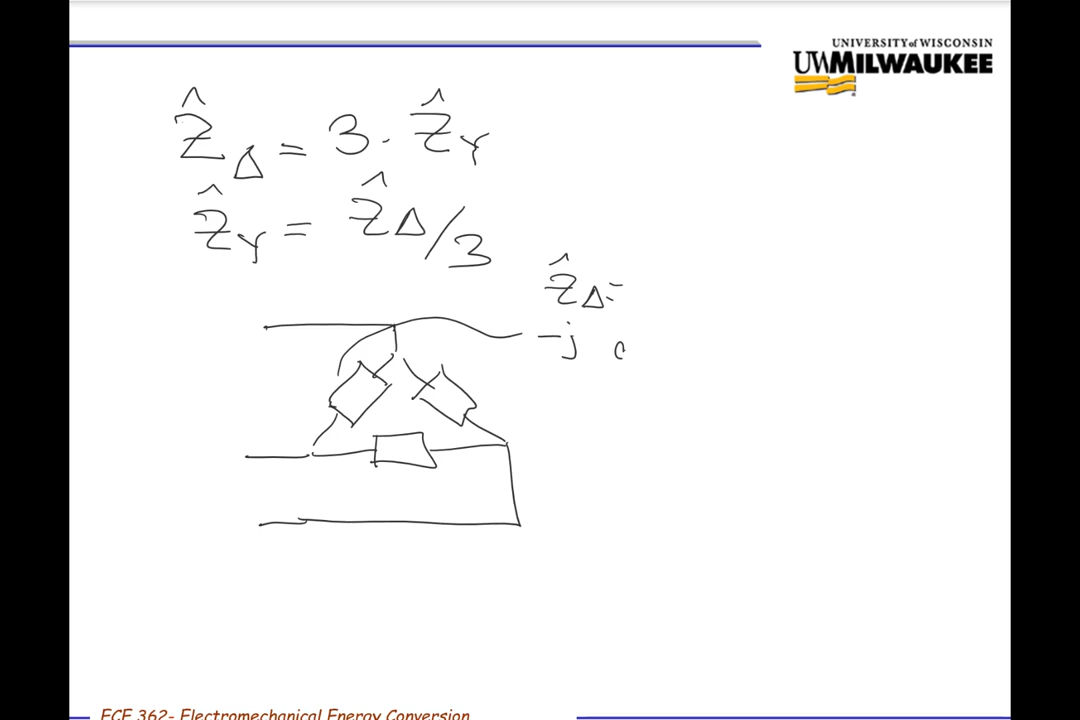 UNIVERSITY of WISCONSIN
UWMILWAUKEE
Ẑ_Δ = 3 · Ẑ_Y
Ẑ_Y = Ẑ_Δ/3
Ẑ_Δ=
-j
ECE 362- Electromechanical Energy Conversion